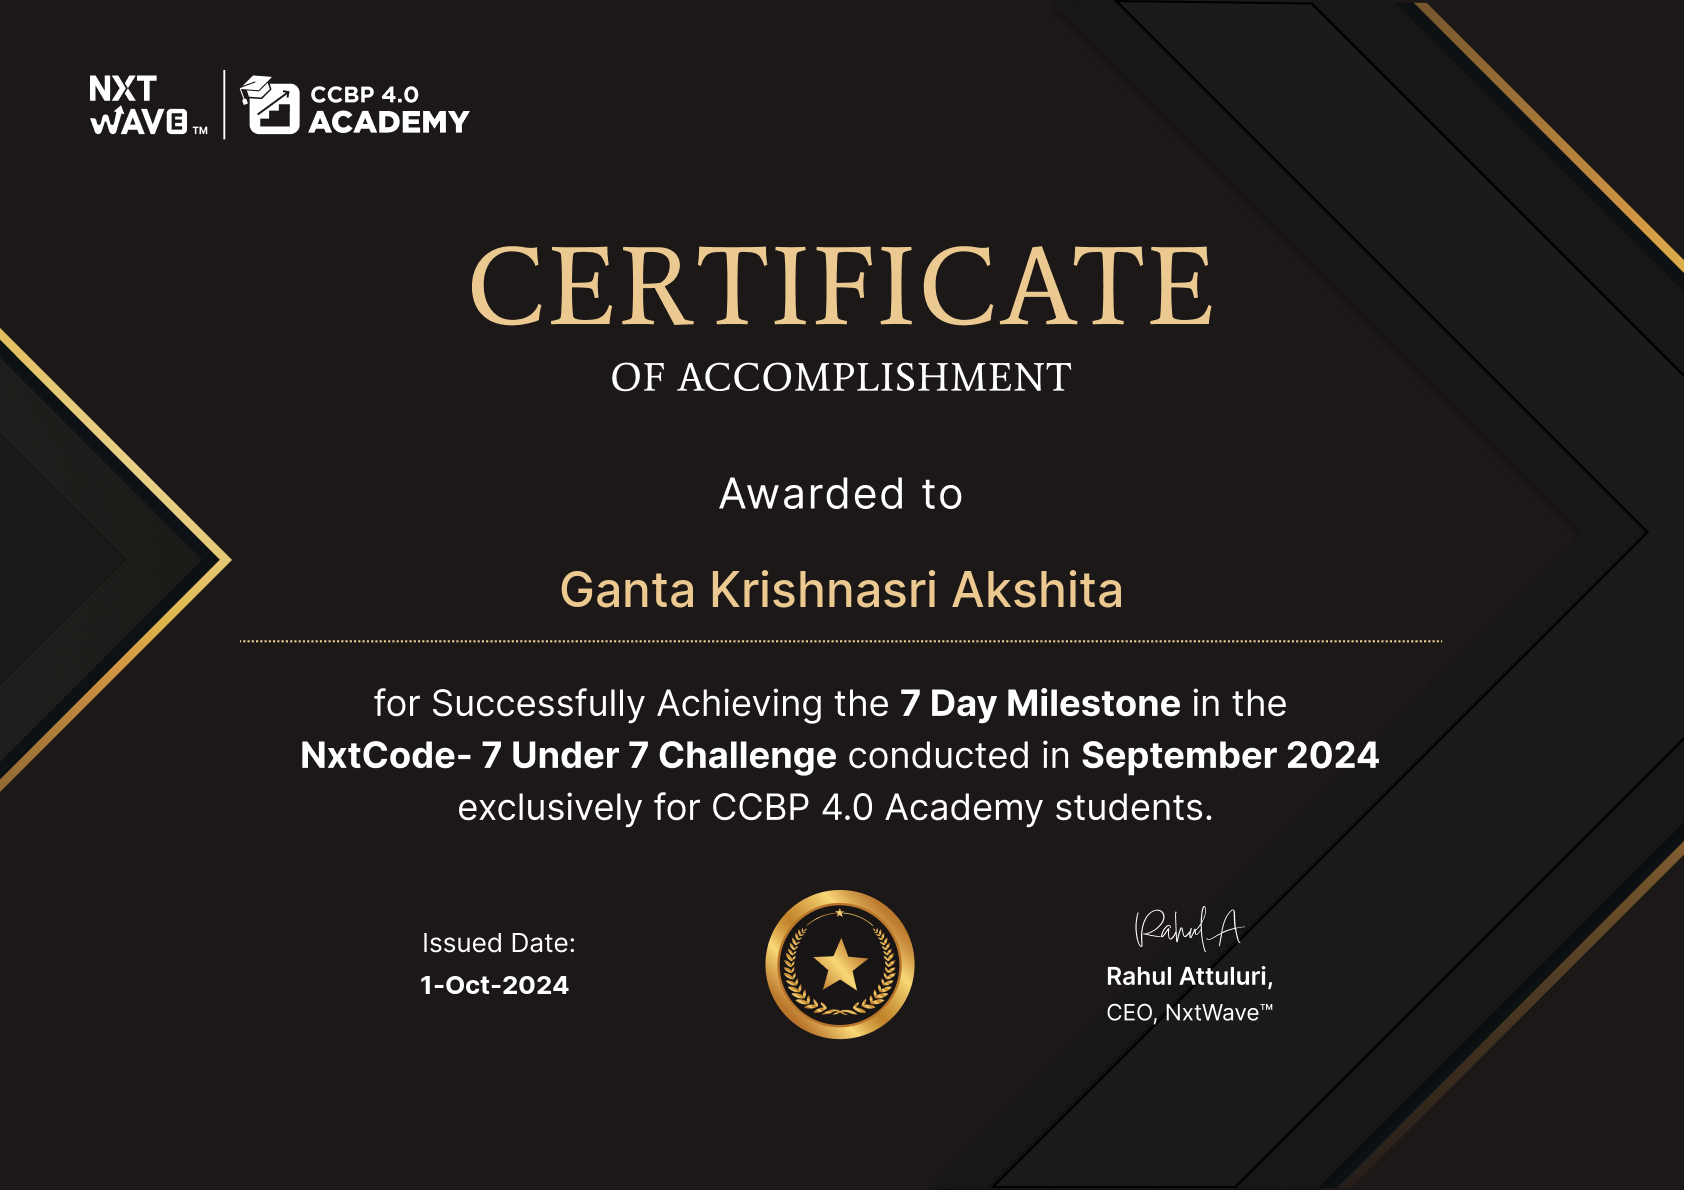 NXT
WAVE™
CCBP 4.0
ACADEMY
CERTIFICATE
OF ACCOMPLISHMENT
Awarded to
Ganta Krishnasri Akshita
for Successfully Achieving the 7 Day Milestone in the
NxtCode- 7 Under 7 Challenge conducted in September 2024
exclusively for CCBP 4.0 Academy students.
Issued Date:
1-Oct-2024
Rahul A
Rahul Attuluri,
CEO, NxtWave™